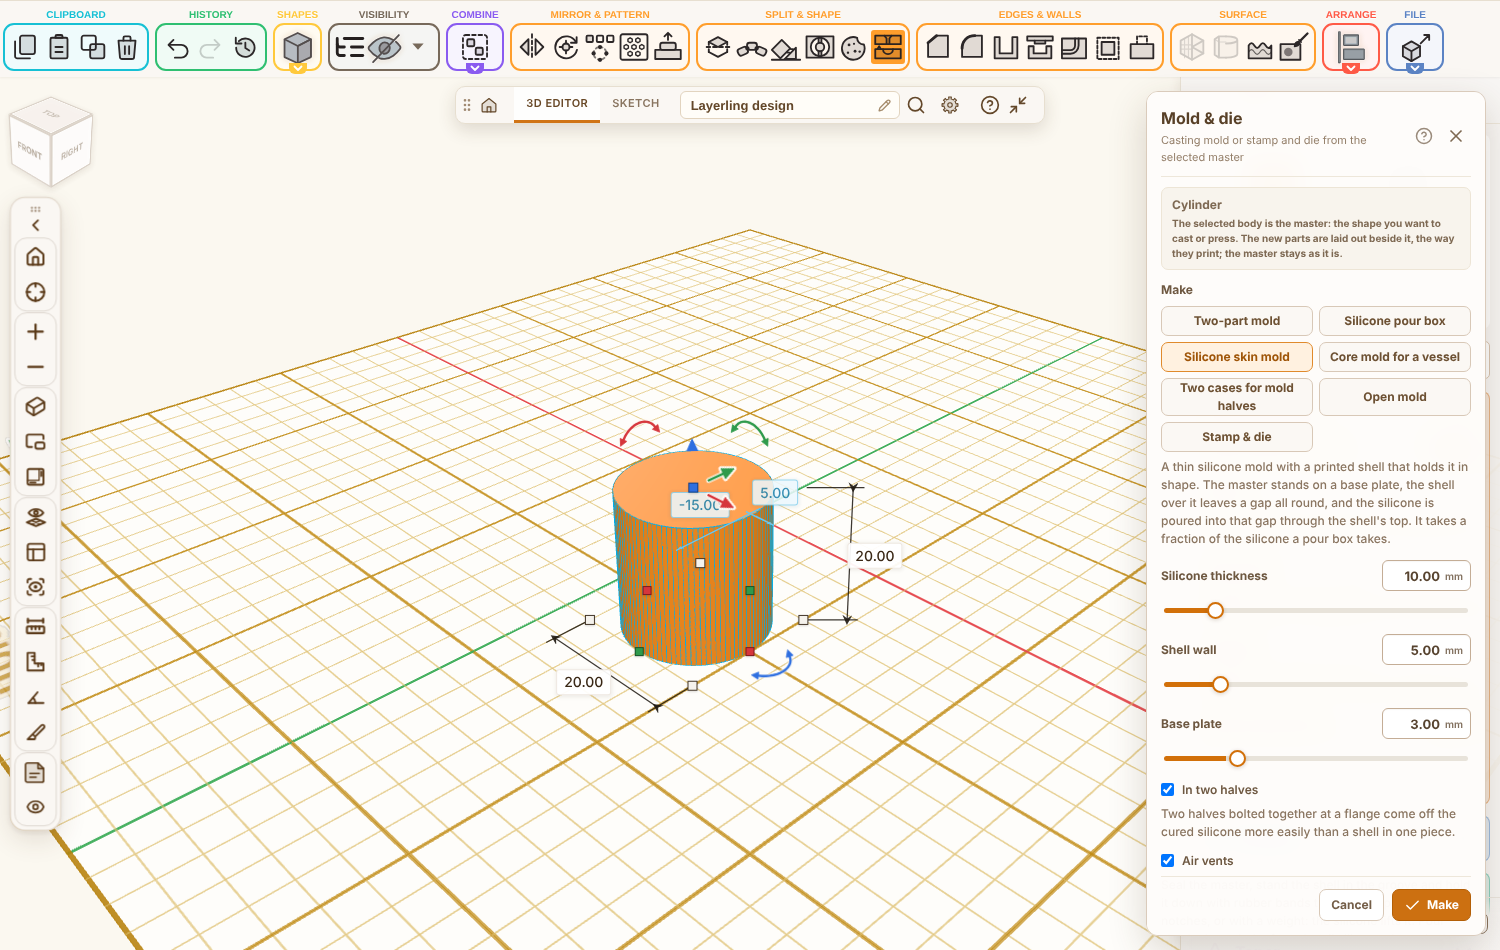 CLIPBOARD
HISTORY
SHAPES
VISIBILITY
COMBINE
MIRROR & PATTERN
SPLIT & SHAPE
EDGES & WALLS
SURFACE
ARRANGE
FILE
3D EDITOR
SKETCH
Layerling design
TOP
FRONT
RIGHT
-15.00
5.00
20.00
20.00
Mold & die
Casting mold or stamp and die from the
selected master
Cylinder
The selected body is the master: the shape you want to
cast or press. The new parts are laid out beside it, the way
they print; the master stays as it is.
Make
Two-part mold
Silicone pour box
Silicone skin mold
Core mold for a vessel
Two cases for mold
halves
Open mold
Stamp & die
A thin silicone mold with a printed shell that holds it in
shape. The master stands on a base plate, the shell
over it leaves a gap all round, and the silicone is
poured into that gap through the shell's top. It takes a
fraction of the silicone a pour box takes.
Silicone thickness
10.00 mm
Shell wall
5.00 mm
Base plate
3.00 mm
In two halves
Two halves bolted together at a flange come off the
cured silicone more easily than a shell in one piece.
Air vents
Cancel
Make